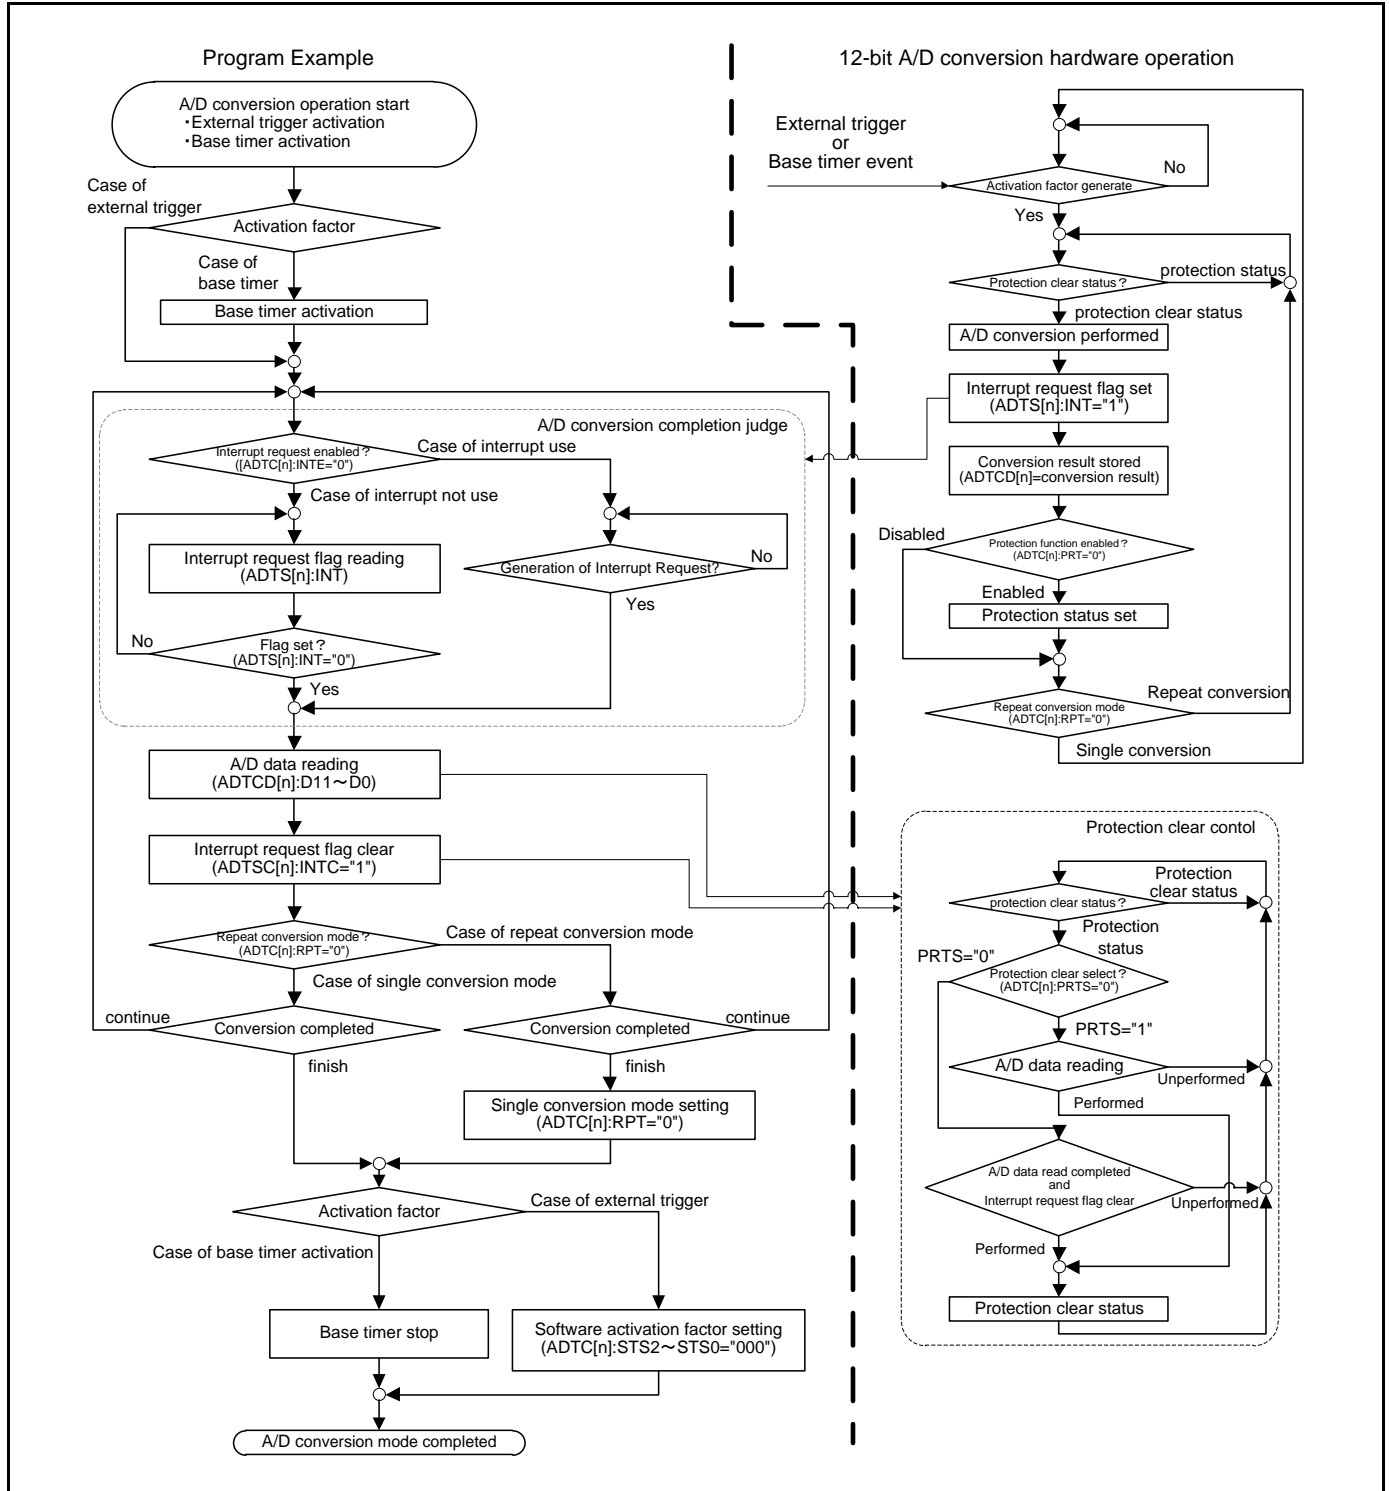 Program Example
A/D conversion operation start
・External trigger activation
・Base timer activation
Case of
external trigger
Activation factor
Case of
base timer
Base timer activation
A/D conversion completion judge
Interrupt request enabled?
([ADTC[n]:INTE="0")
Case of interrupt use
Case of interrupt not use
Interrupt request flag reading
(ADTS[n]:INT)
Generation of Interrupt Request?
No
Yes
No
Flag set?
(ADTS[n]:INT="0")
Yes
A/D data reading
(ADTCD[n]:D11~D0)
Interrupt request flag clear
(ADTSC[n]:INTC="1")
Repeat conversion mode?
(ADTC[n]:RPT="0")
Case of repeat conversion mode
Case of single conversion mode
continue
Conversion completed
Conversion completed
continue
finish
finish
Single conversion mode setting
(ADTC[n]:RPT="0")
Activation factor
Case of external trigger
Case of base timer activation
Base timer stop
Software activation factor setting
(ADTC[n]:STS2~STS0="000")
A/D conversion mode completed
12-bit A/D conversion hardware operation
External trigger
or
Base timer event
Activation factor generate
No
Yes
Protection clear status?
protection status
protection clear status
A/D conversion performed
Interrupt request flag set
(ADTS[n]:INT="1")
Conversion result stored
(ADTCD[n]=conversion result)
Disabled
Protection function enabled?
(ADTC[n]:PRT="0")
Enabled
Protection status set
Repeat conversion
Repeat conversion mode
(ADTC[n]:RPT="0")
Single conversion
Protection clear contol
Protection
clear status
protection clear status?
Protection
status
PRTS="0"
Protection clear select?
(ADTC[n]:PRTS="0")
PRTS="1"
A/D data reading
Unperformed
Performed
A/D data read completed
and
Interrupt request flag clear
Unperformed
Performed
Protection clear status